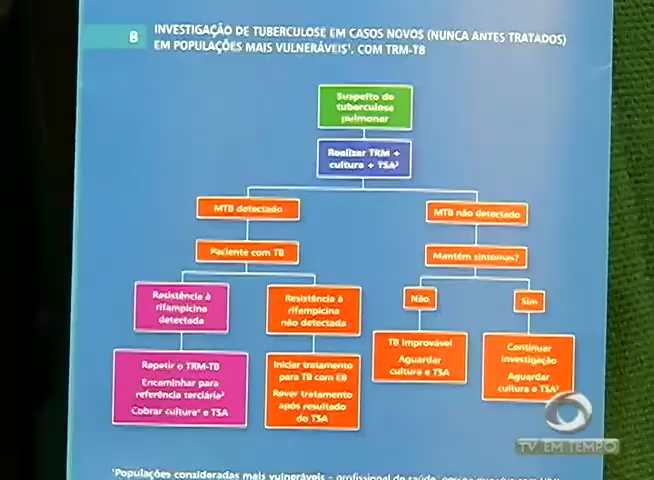 B
INVESTIGAÇÃO DE TUBERCULOSE EM CASOS NOVOS (NUNCA ANTES TRATADOS)
EM POPULAÇÕES MAIS VULNERÁVEIS¹, COM TRM-TB
Suspeito de
tuberculose
pulmonar
Realizar TRM +
cultura + TSA²
MTB detectado
MTB não detectado
Paciente com TB
Mantém sintomas?
Resistência à
rifampicina
detectada
Resistência à
rifampicina
não detectada
Não
Sim
Repetir o TRM-TB
Encaminhar para
referência terciária³
Cobrar cultura⁴ e TSA
Iniciar tratamento
para TB com EB
Rever tratamento
após resultado
do TSA
TB improvável
Aguardar
cultura e TSA
Continuar
investigação
Aguardar
cultura e TSA⁵
TV EM TEMPO
¹Populações consideradas mais vulneráveis – profissional de saúde,